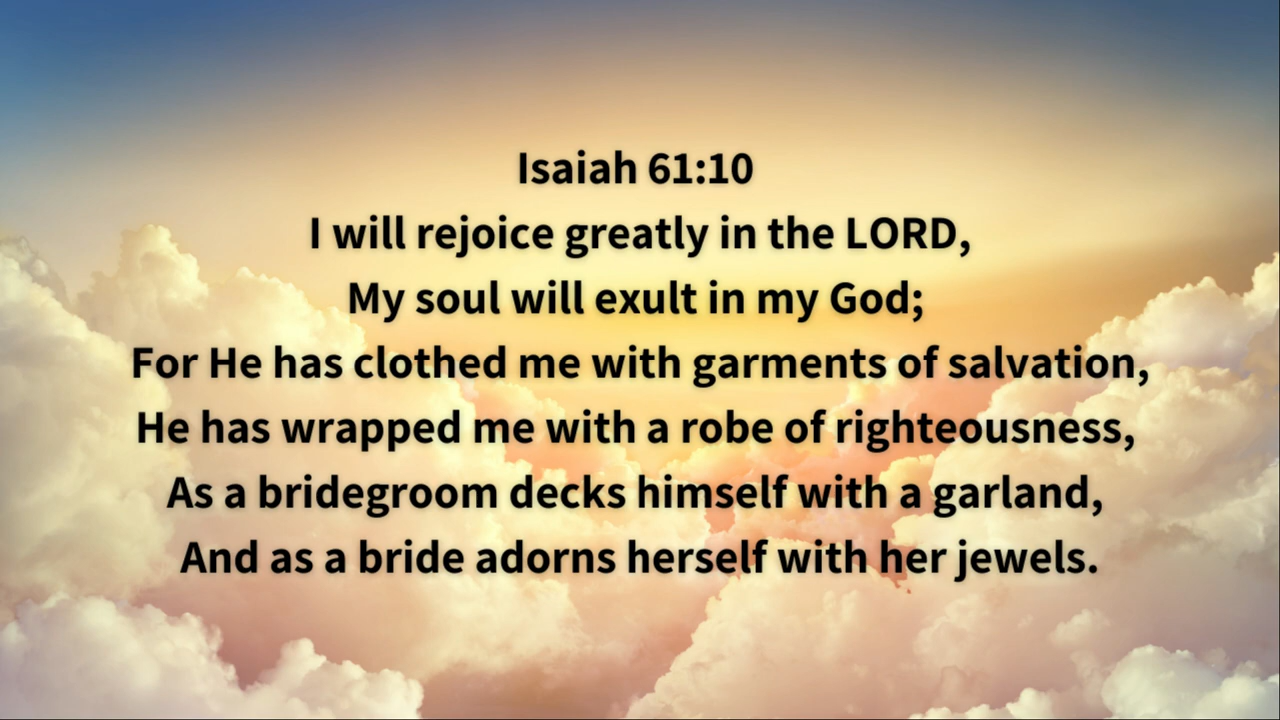 Isaiah 61:10
I will rejoice greatly in the LORD,
My soul will exult in my God;
For He has clothed me with garments of salvation,
He has wrapped me with a robe of righteousness,
As a bridegroom decks himself with a garland,
And as a bride adorns herself with her jewels.